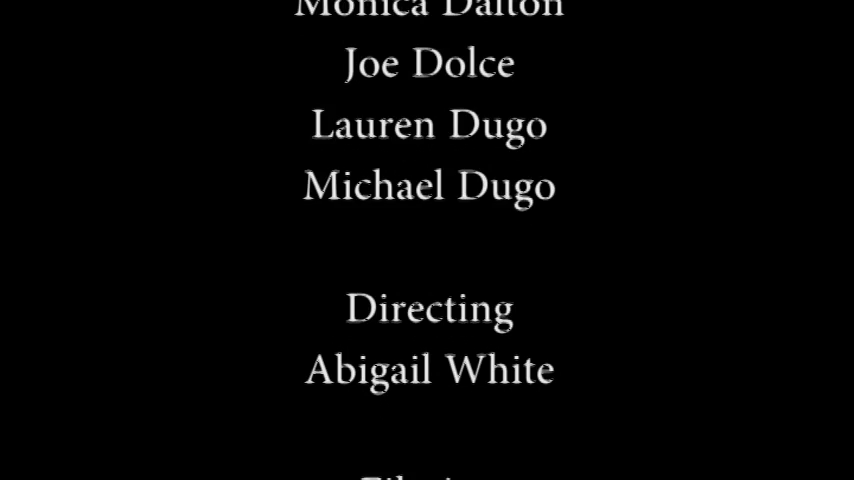 Monica Dalton
Joe Dolce
Lauren Dugo
Michael Dugo
Directing
Abigail White